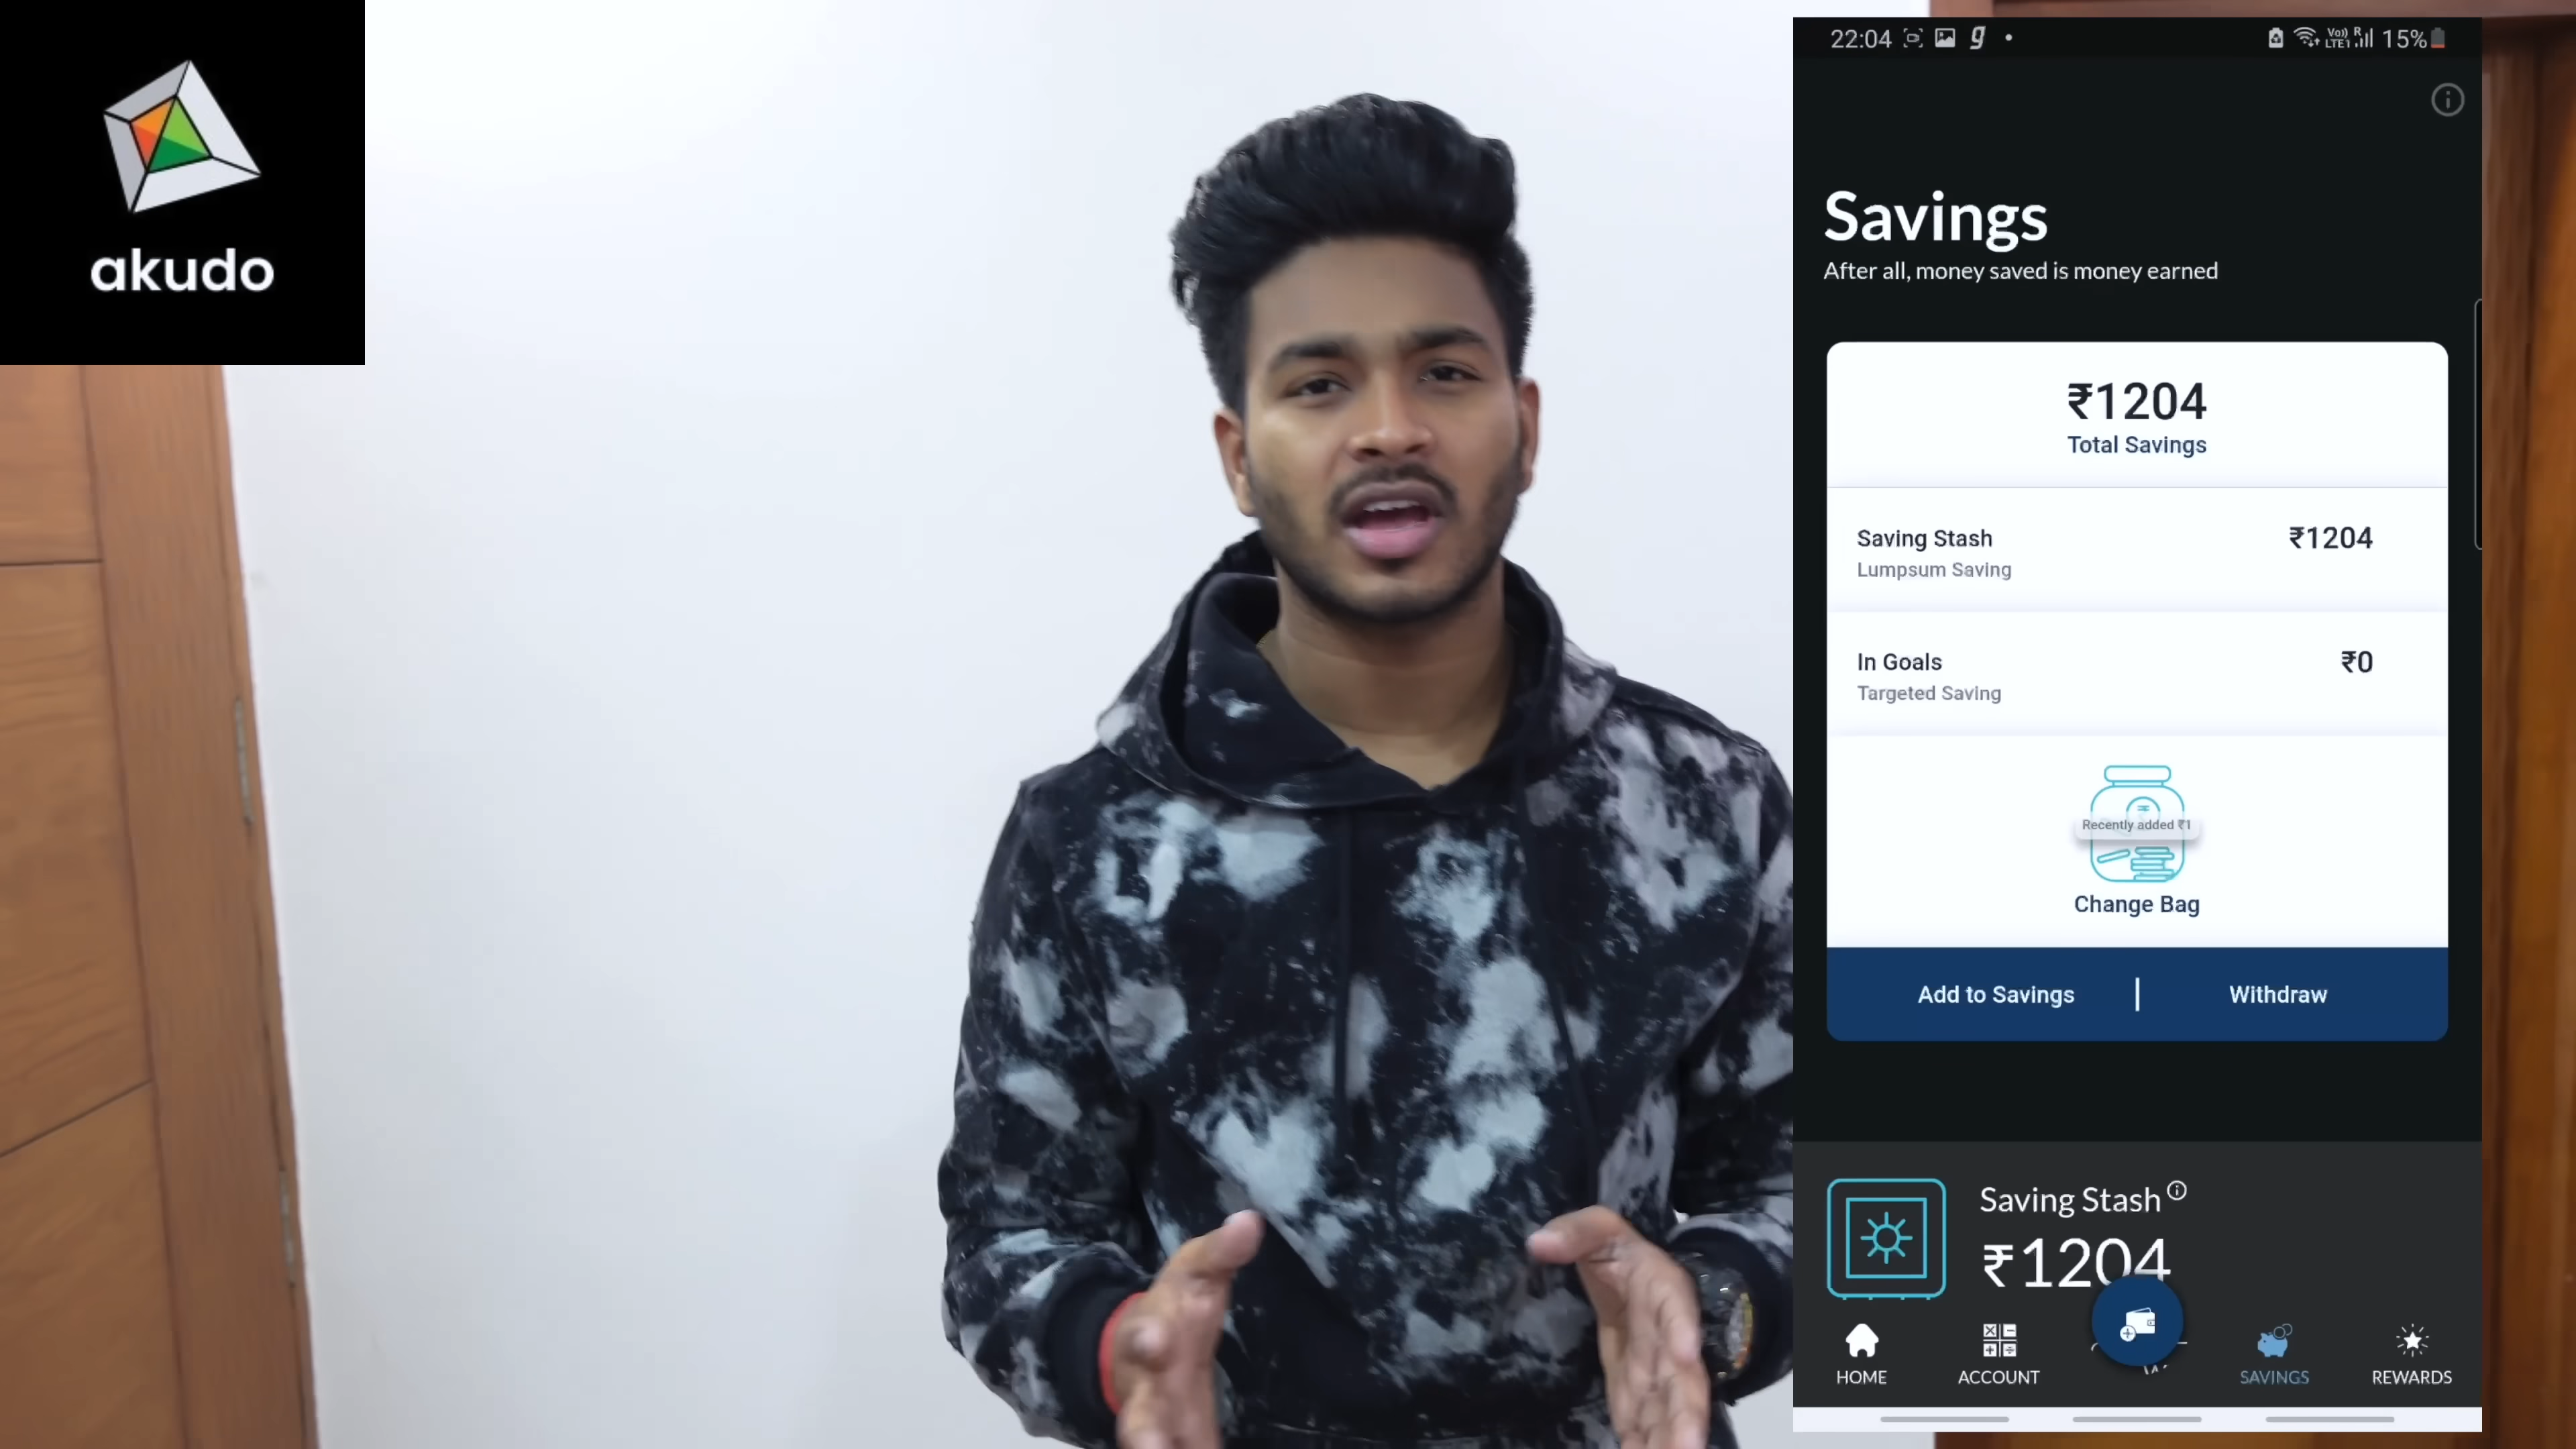 akudo
22:04
Vo)) R
LTE1 15%
Savings
After all, money saved is money earned
₹1204
Total Savings
Saving Stash ₹1204
Lumpsum Saving
In Goals ₹0
Targeted Saving
Recently added ₹1
Change Bag
Add to Savings | Withdraw
Saving Stash
₹1204
HOME ACCOUNT SAVINGS REWARDS